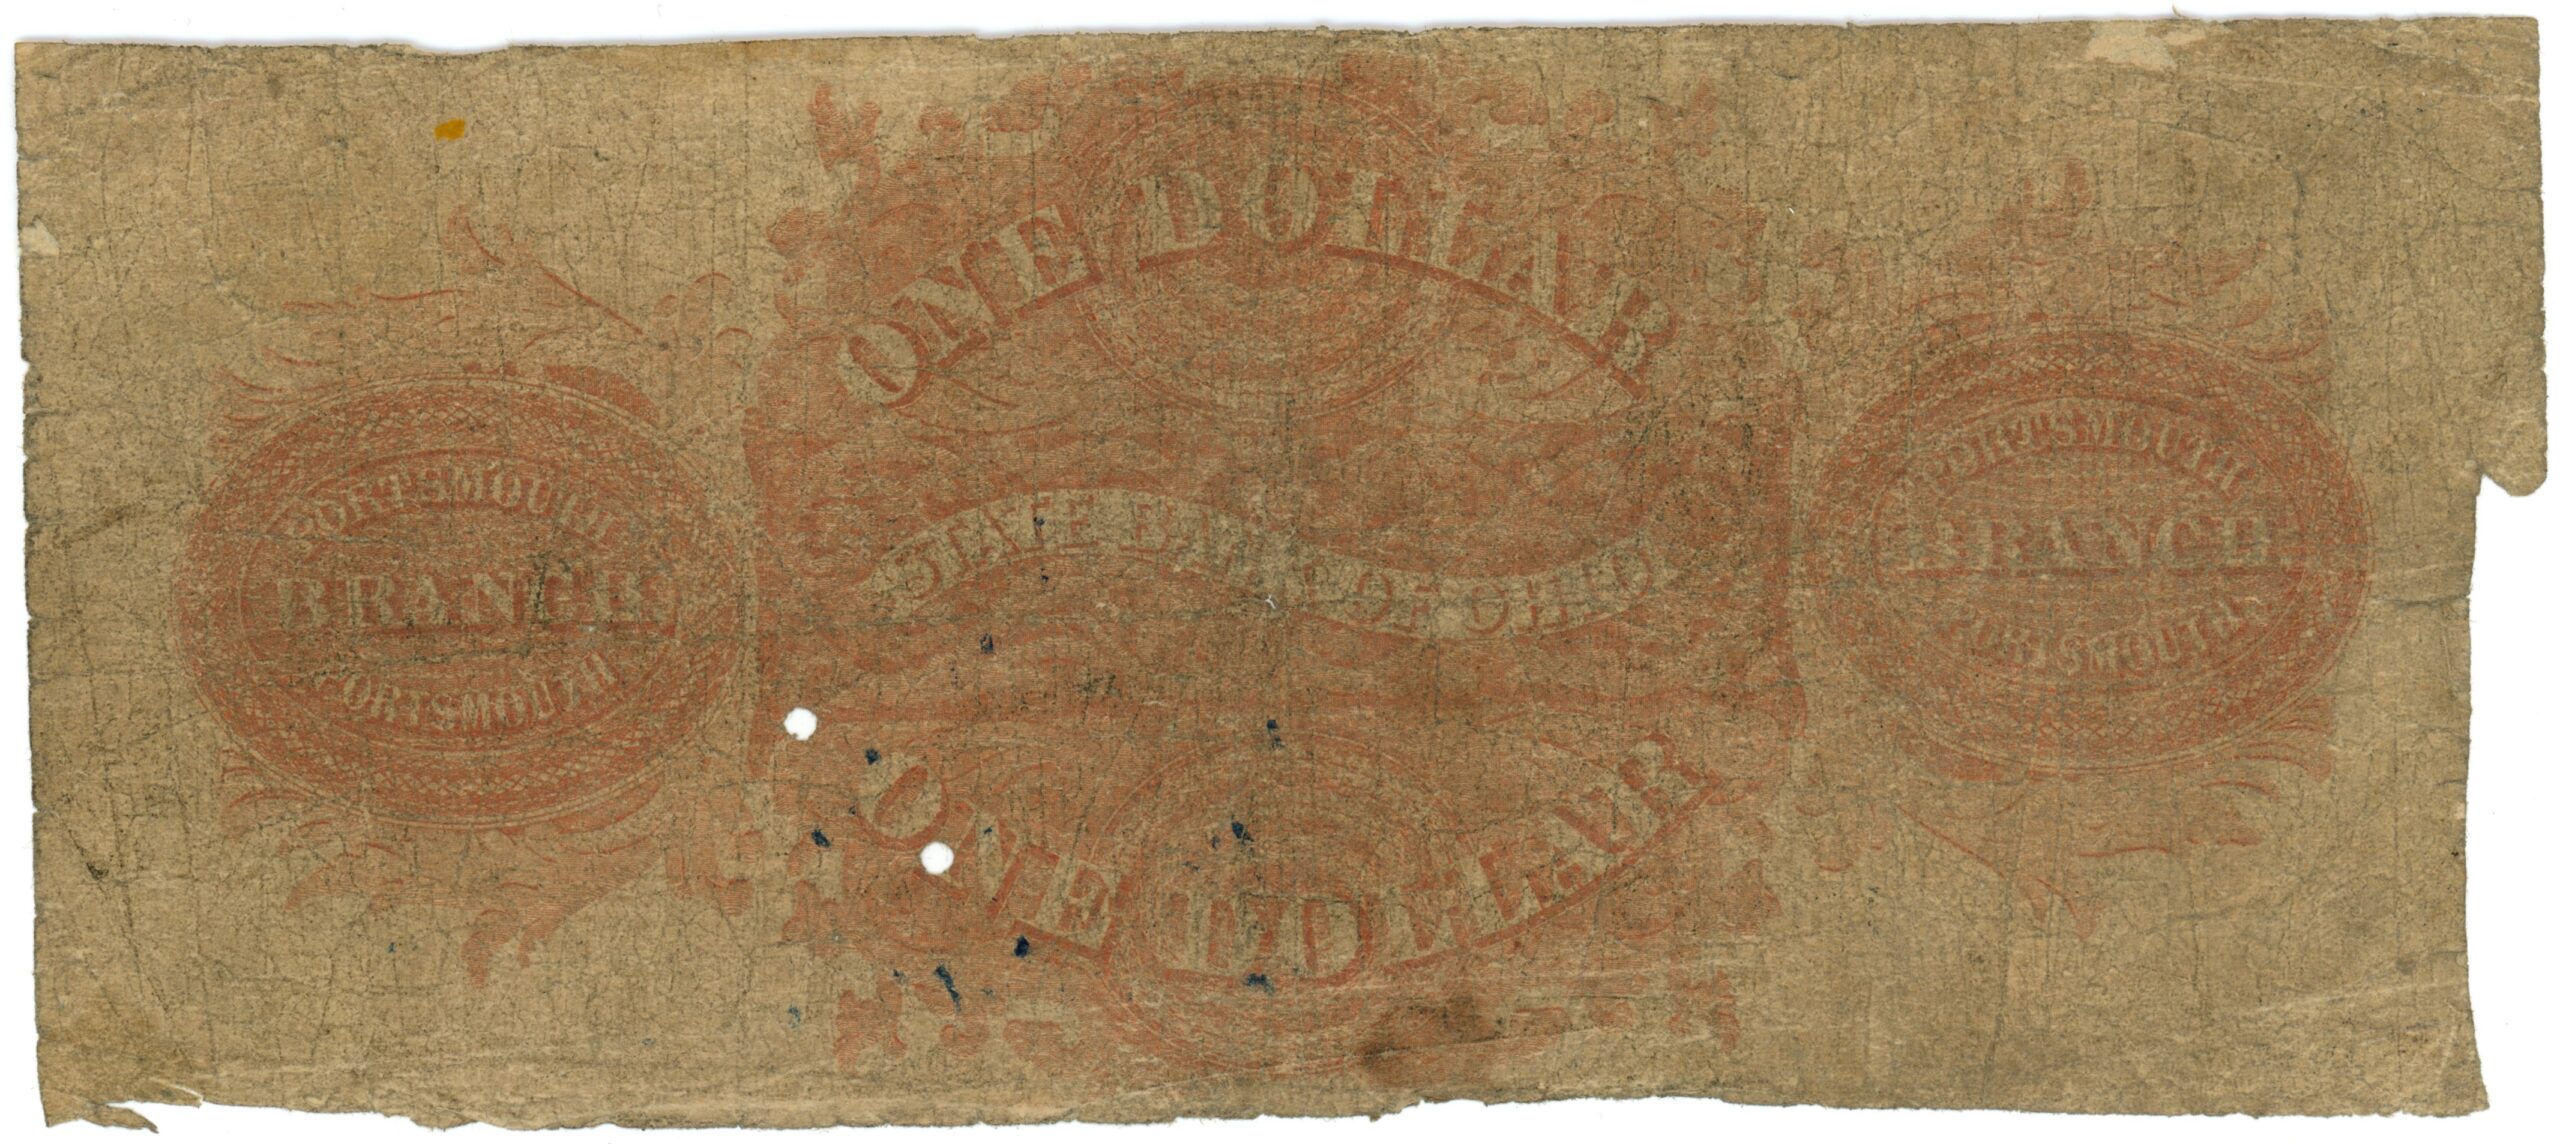 ONE DOLLAR
PORTSMOUTH
BRANCH
PORTSMOUTH
STATE BANK OF OHIO
PORTSMOUTH
BRANCH
PORTSMOUTH
ONE DOLLAR